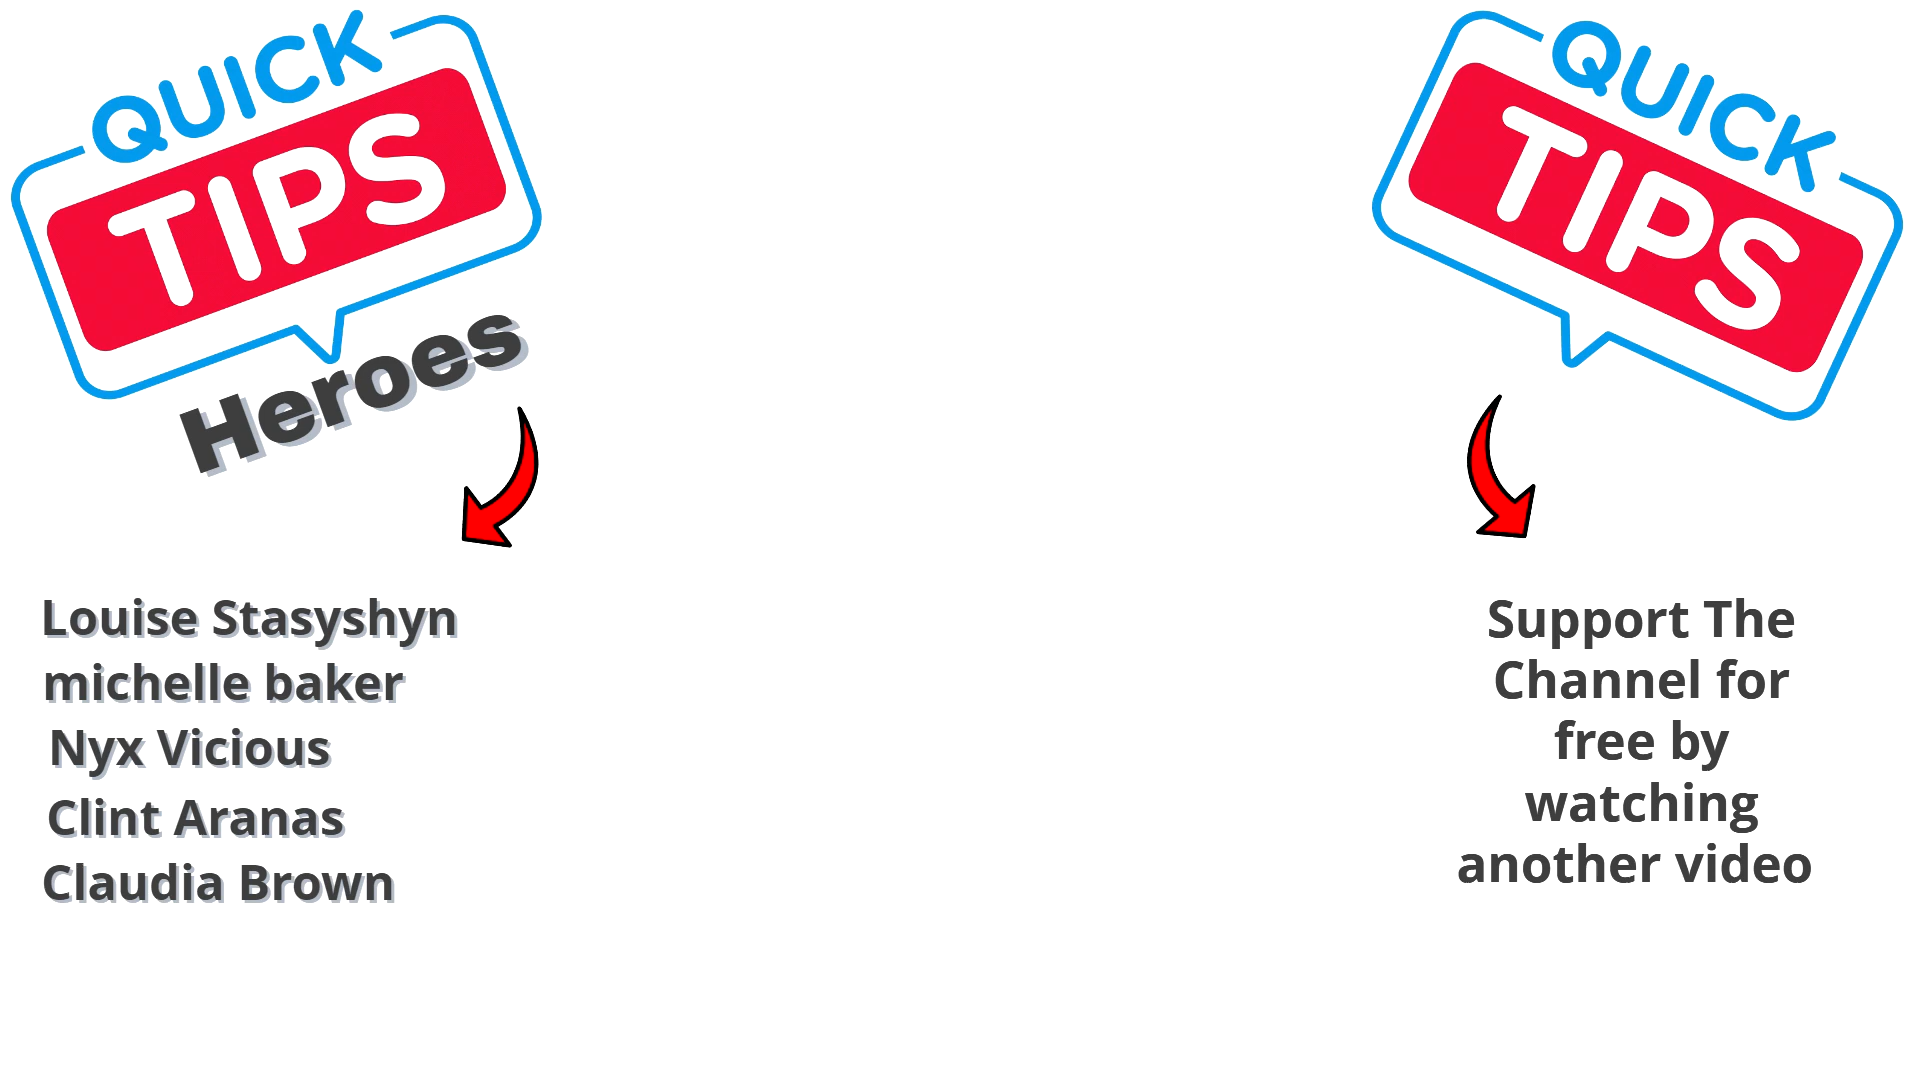 QUICK
TIPS
Heroes
Louise Stasyshyn
michelle baker
Nyx Vicious
Clint Aranas
Claudia Brown
QUICK
TIPS
Support The
Channel for
free by
watching
another video